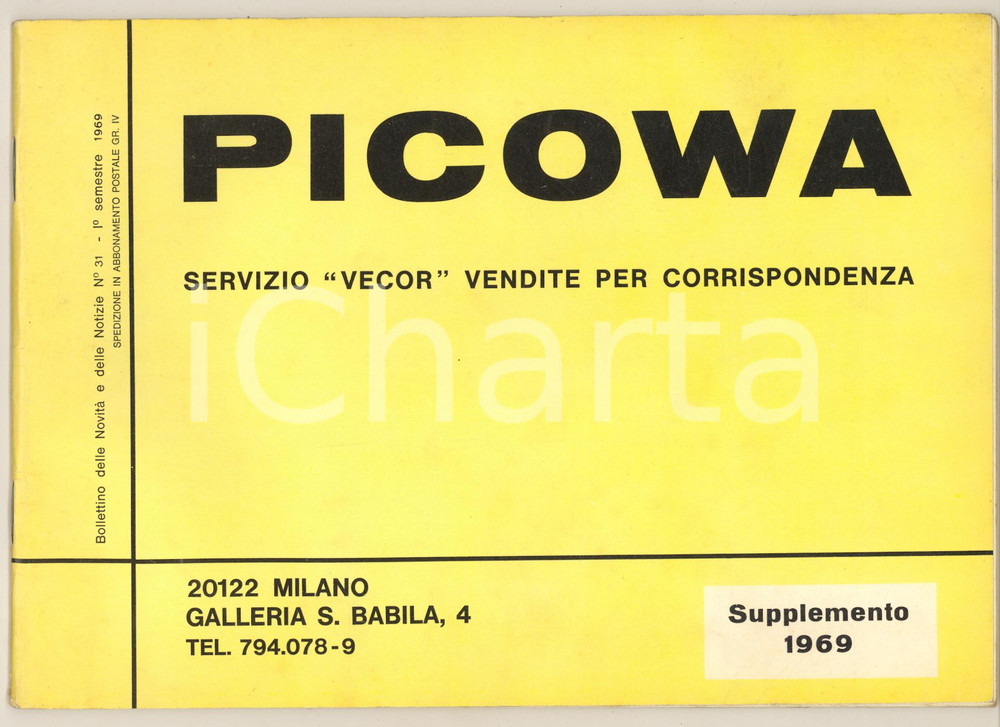 PICOWA
SERVIZIO “VECOR” VENDITE PER CORRISPONDENZA
iCharta
Bollettino delle Novità e delle Notizie N° 31 - I° semestre 1969
SPEDIZIONE IN ABBONAMENTO POSTALE GR. IV
20122 MILANO
GALLERIA S. BABILA, 4
TEL. 794.078-9
Supplemento
1969